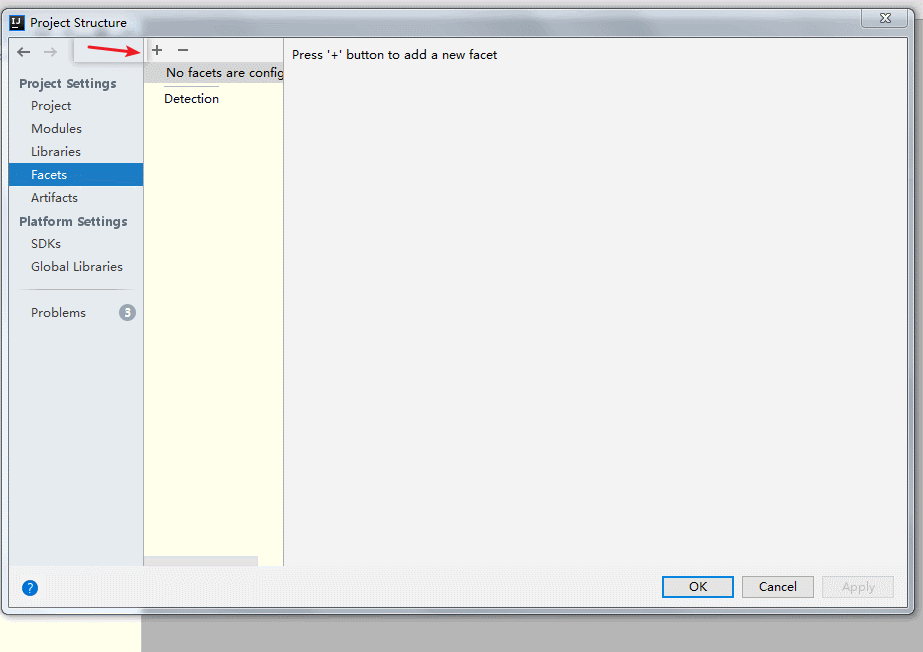 Project Structure
Press '+' button to add a new facet
No facets are config
Detection
Project Settings
Project
Modules
Libraries
Facets
Artifacts
Platform Settings
SDKs
Global Libraries
Problems
3
?
OK
Cancel
Apply